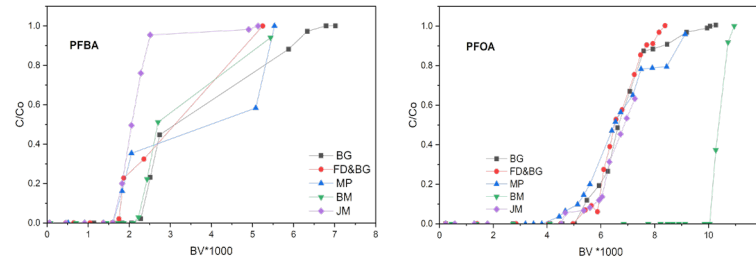 PFBA
C/Co
1.0
0.8
0.6
0.4
0.2
0.0
BG
FD&BG
MP
BM
JM
0 1 2 3 4 5 6 7 8
BV*1000
PFOA
C/Co
1.0
0.8
0.6
0.4
0.2
0.0
BG
FD&BG
MP
BM
JM
0 2 4 6 8 10
BV *1000